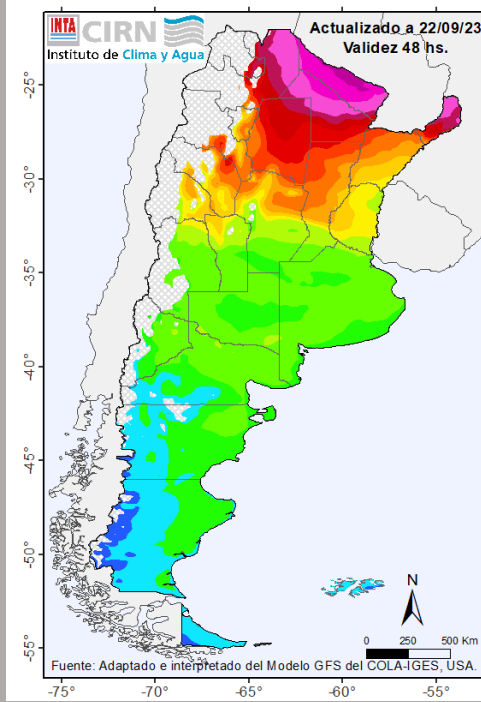 INTA CIRN
Instituto de Clima y Agua
Actualizado a 22/09/23
Validez 48 hs.
-25°
-30°
-35°
-40°
-45°
-50°
-55°
N
0 250 500 Km
Fuente: Adaptado e interpretado del Modelo GFS del COLA-IGES, USA.
-75° -70° -65° -60° -55°